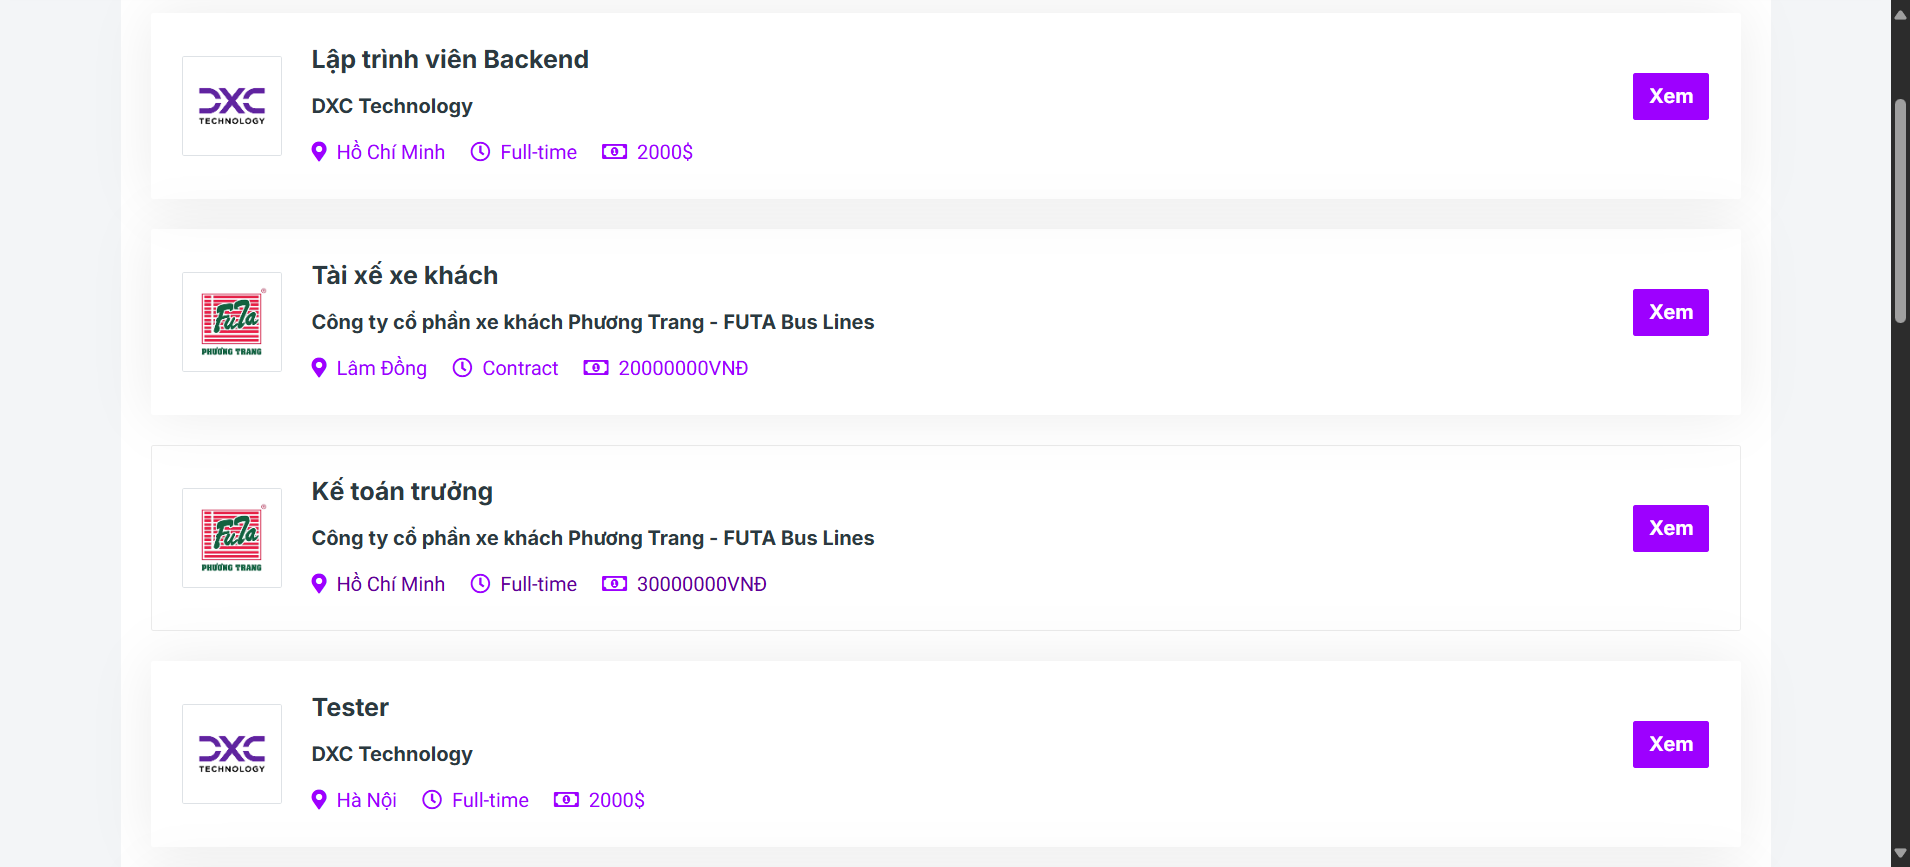 Lập trình viên Backend
DXC TECHNOLOGY
DXC Technology
Hồ Chí Minh Full-time 2000$
Xem
Tài xế xe khách
FUTA PHƯƠNG TRANG
Công ty cổ phần xe khách Phương Trang - FUTA Bus Lines
Lâm Đồng Contract 20000000VNĐ
Xem
Kế toán trưởng
FUTA PHƯƠNG TRANG
Công ty cổ phần xe khách Phương Trang - FUTA Bus Lines
Hồ Chí Minh Full-time 30000000VNĐ
Xem
Tester
DXC TECHNOLOGY
DXC Technology
Hà Nội Full-time 2000$
Xem